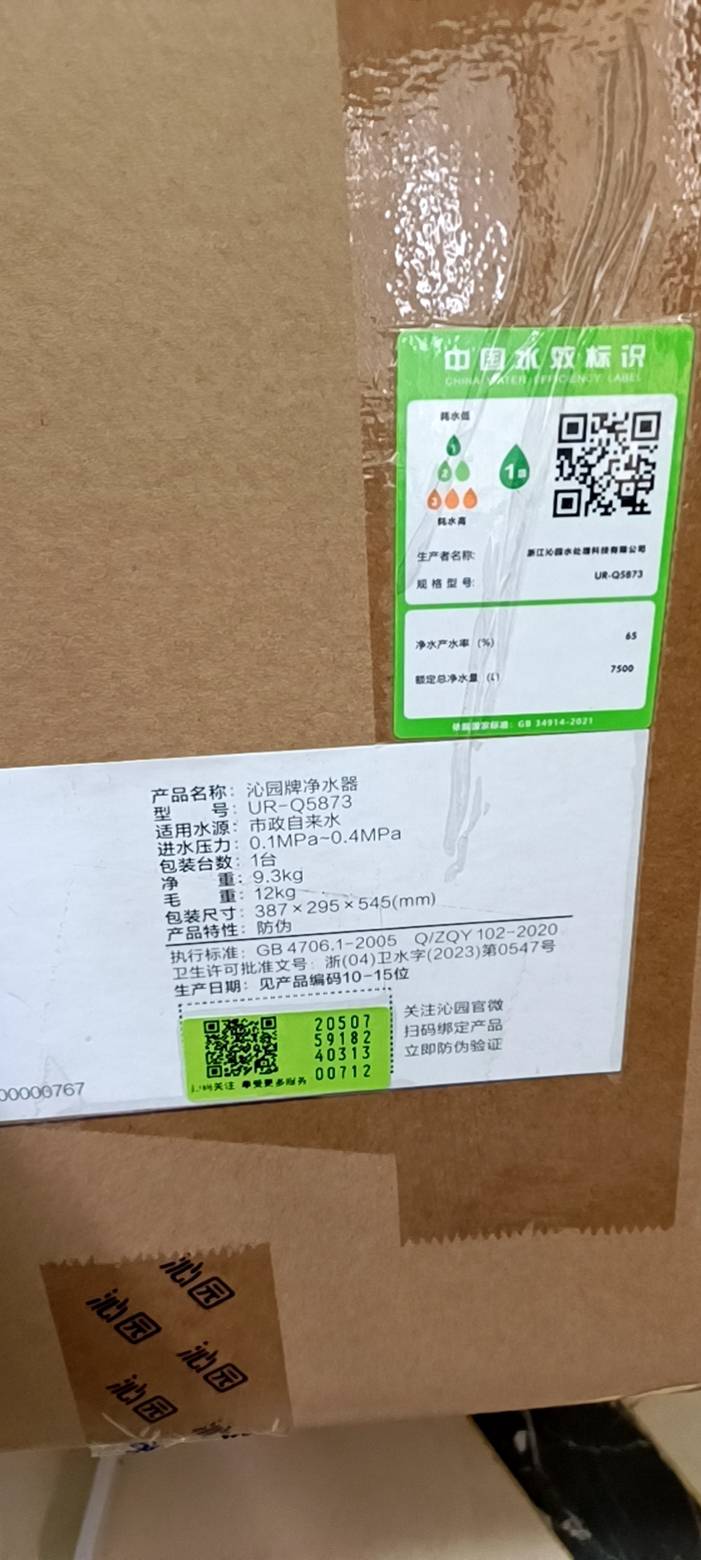 中国水效标识
CHINA WATER EFFICIENCY LABEL
耗水低
1
2
3
1级
耗水高
生产者名称: 浙江沁园水处理科技有限公司
规格型号: UR-Q5873
净水产水率 (%) 65
额定总净水量 (L) 7500
依据国家标准: GB 34914-2021
产品名称: 沁园牌净水器
型 号: UR-Q5873
适用水源: 市政自来水
进水压力: 0.1MPa~0.4MPa
包装台数: 1台
净 重: 9.3kg
毛 重: 12kg
包装尺寸: 387×295×545(mm)
产品特性: 防伪
执行标准: GB 4706.1-2005 Q/ZQY 102-2020
卫生许可批准文号: 浙(04)卫水字(2023)第0547号
生产日期: 见产品编码10-15位
20507
59182
40313
00712
扫码关注 享受更多服务
关注沁园官微
扫码绑定产品
立即防伪验证
00000767
沁园
沁园
沁园
沁园